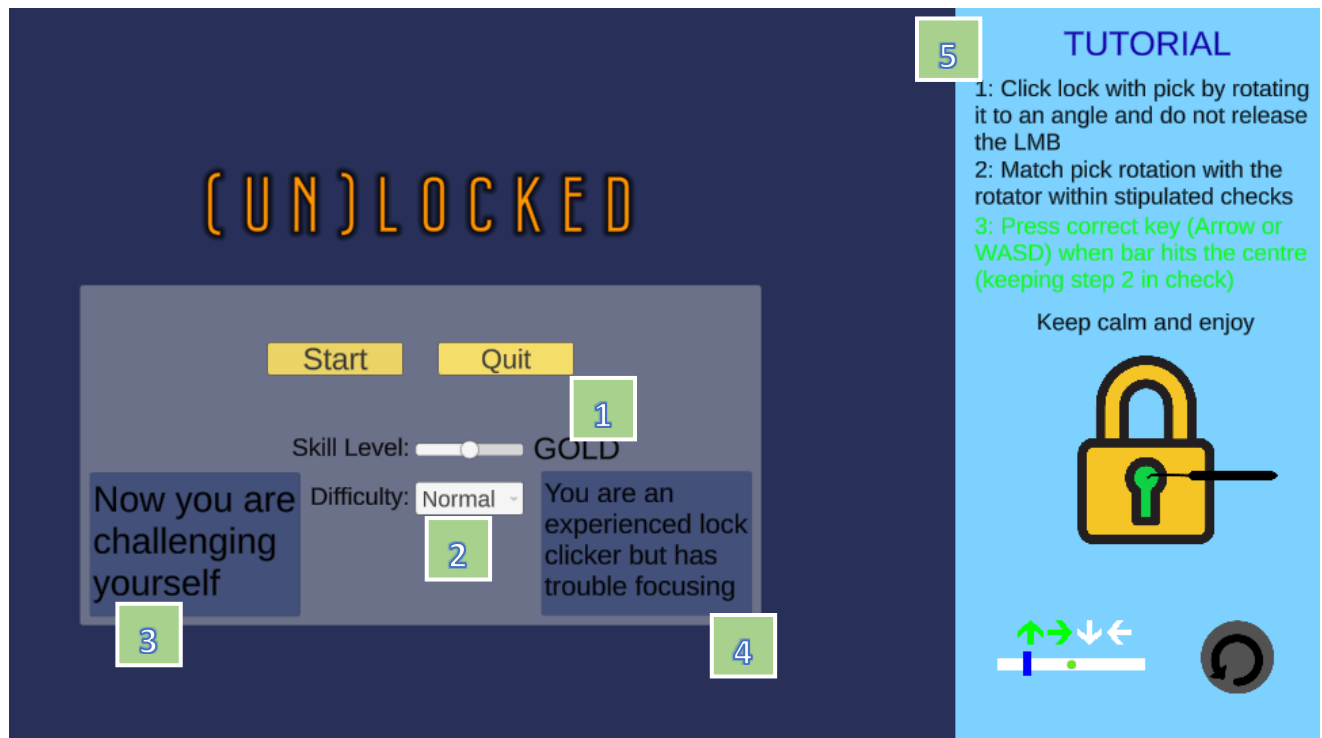 5
TUTORIAL
1: Click lock with pick by rotating
it to an angle and do not release
the LMB
2: Match pick rotation with the
rotator within stipulated checks
3: Press correct key (Arrow or
WASD) when bar hits the centre
(keeping step 2 in check)
Keep calm and enjoy
(UN)LOCKED
Start
Quit
1
Skill Level:
GOLD
Difficulty:
Normal
2
Now you are
challenging
yourself
3
You are an
experienced lock
clicker but has
trouble focusing
4